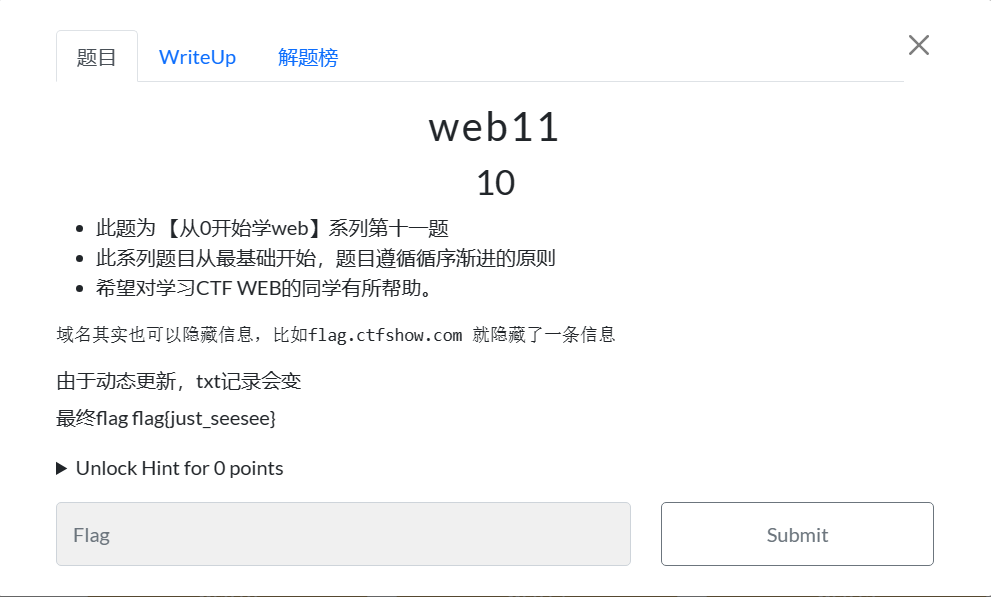 题目 WriteUp 解题榜
web11
10
此题为 【从0开始学web】系列第十一题
此系列题目从最基础开始，题目遵循循序渐进的原则
希望对学习CTF WEB的同学有所帮助。
域名其实也可以隐藏信息，比如flag.ctfshow.com 就隐藏了一条信息
由于动态更新，txt记录会变
最终flag flag{just_seesee}
Unlock Hint for 0 points
Flag Submit